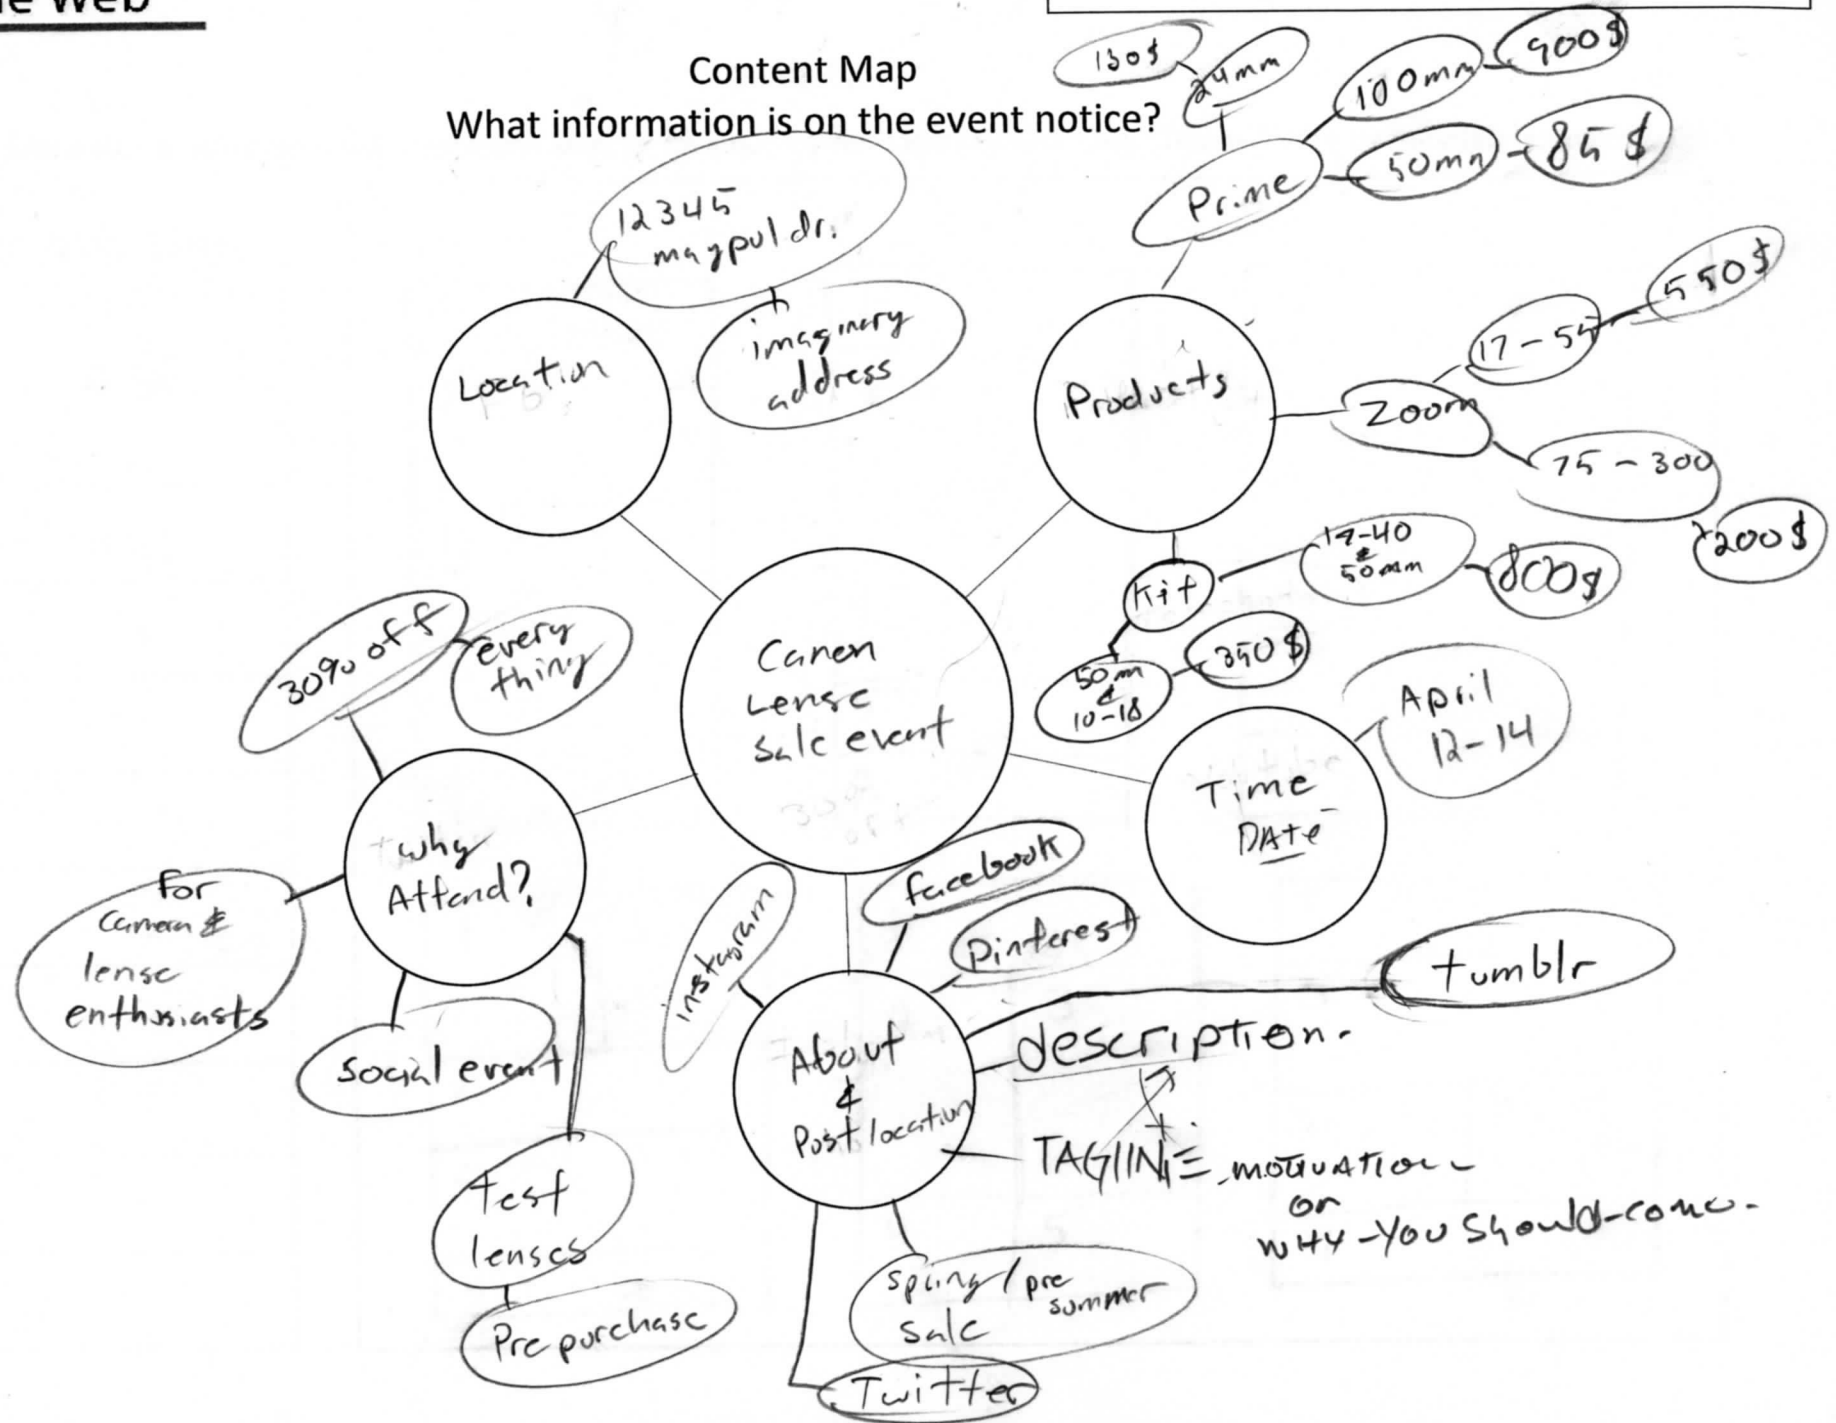 Content Map
What information is on the event notice?
130$
24mm
100mm
900$
50mm
85$
Prime
12345
magpul dr.
imaginary
address
Location
Products
Zoom
17-55
550$
75-300
200$
Kit
17-40
&
50mm
800$
50m
&
10-18
350$
30% off
every
thing
Canon
Lense
Sale event
April
12-14
Time
DATE
why
Attend?
For
Camera &
lense
enthusiasts
Social event
test
lenses
Pre purchase
instagram
facebook
Pinterest
tumblr
About
&
Post location
description.
TAGlINE motivation
or
WHY-YOU Should-come.
Spring/pre
summer
Sale
Twitter